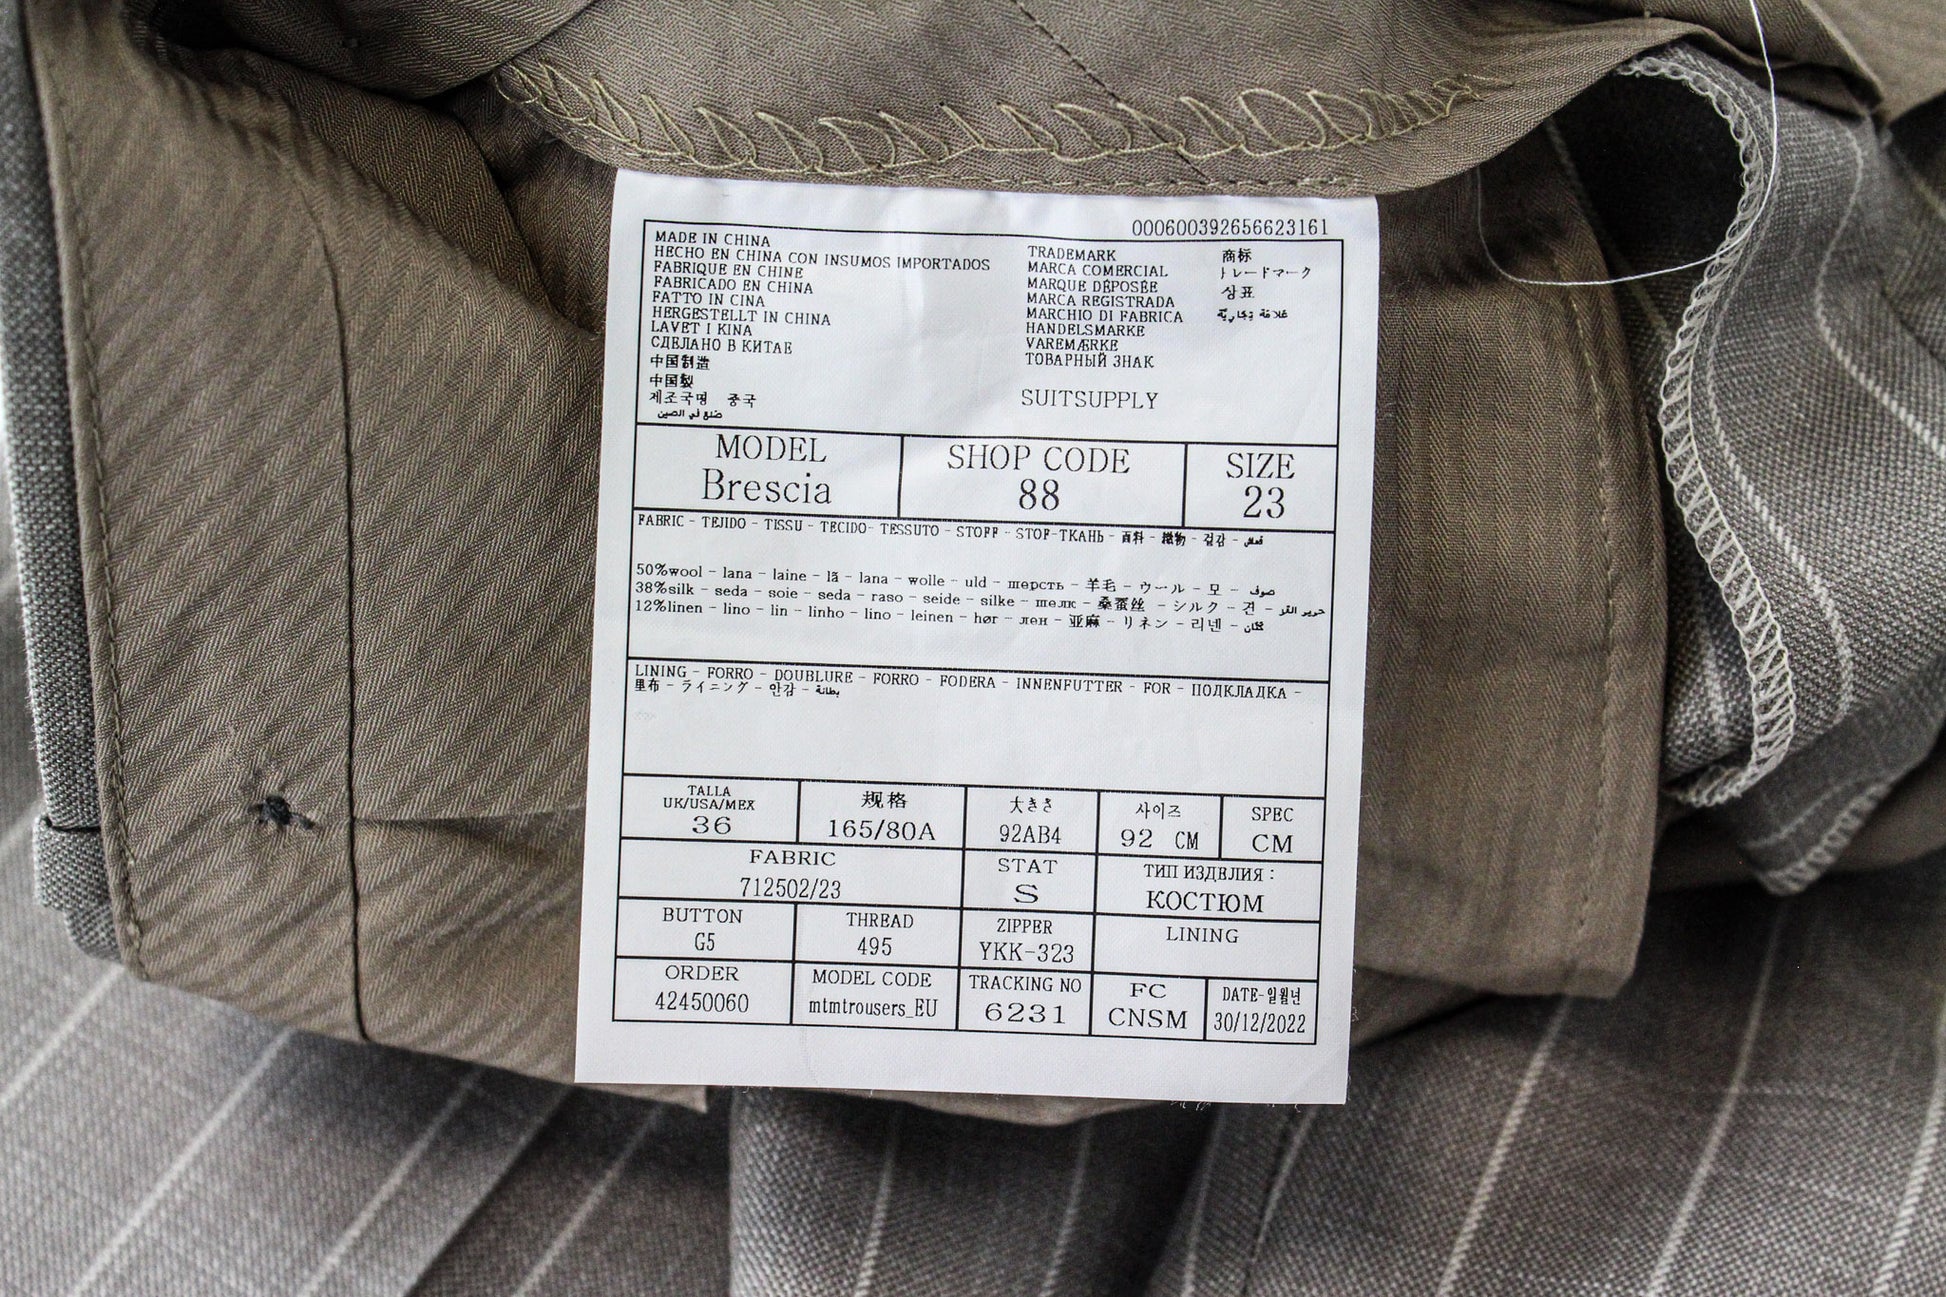 000600392656623161
MADE IN CHINA
HECHO EN CHINA CON INSUMOS IMPORTADOS
FABRIQUE EN CHINE
FABRICADO EN CHINA
FATTO IN CINA
HERGESTELLT IN CHINA
LAVET I KINA
СДЕЛАНО В КИТАЕ
中国制造
中国製
제조국명 중국
صنع في الصين
TRADEMARK
MARCA COMERCIAL
MARQUE DÉPOSÉE
MARCA REGISTRADA
MARCHIO DI FABRICA
HANDELSMARKE
VAREMÆRKE
ТОВАРНЫЙ ЗНАК
商标
トレードマーク
상표
علامة تجارية
SUITSUPPLY
MODEL
Brescia
SHOP CODE
88
SIZE
23
FABRIC - TEJIDO - TISSU - TECIDO- TESSUTO - STOFF - STOF-ТКАНЬ - 面料 - 織物 - 겉감 - قماش
50%wool - lana - laine - lã - lana - wolle - uld - шерсть - 羊毛 - ウール - 모 - صوف
38%silk - seda - soie - seda - raso - seide - silke - шелк - 桑蚕丝 - シルク - 견 - حرير القز
12%linen - lino - lin - linho - lino - leinen - hør - лен - 亚麻 - リネン - 리넨 - كتان
LINING - FORRO - DOUBLURE - FORRO - FODERA - INNENFUTTER - FOR - ПОДКЛАДКА -
里布 - ライニング - 안감 - بطانة
TALLA
UK/USA/MEX
36
规格
165/80A
大きさ
92AB4
사이즈
92 CM
SPEC
CM
FABRIC
712502/23
STAT
S
ТИП ИЗДЕЛИЯ :
КОСТЮМ
BUTTON
G5
THREAD
495
ZIPPER
YKK-323
LINING
ORDER
42450060
MODEL CODE
mtmtrousers_EU
TRACKING NO
6231
FC
CNSM
DATE-일월년
30/12/2022